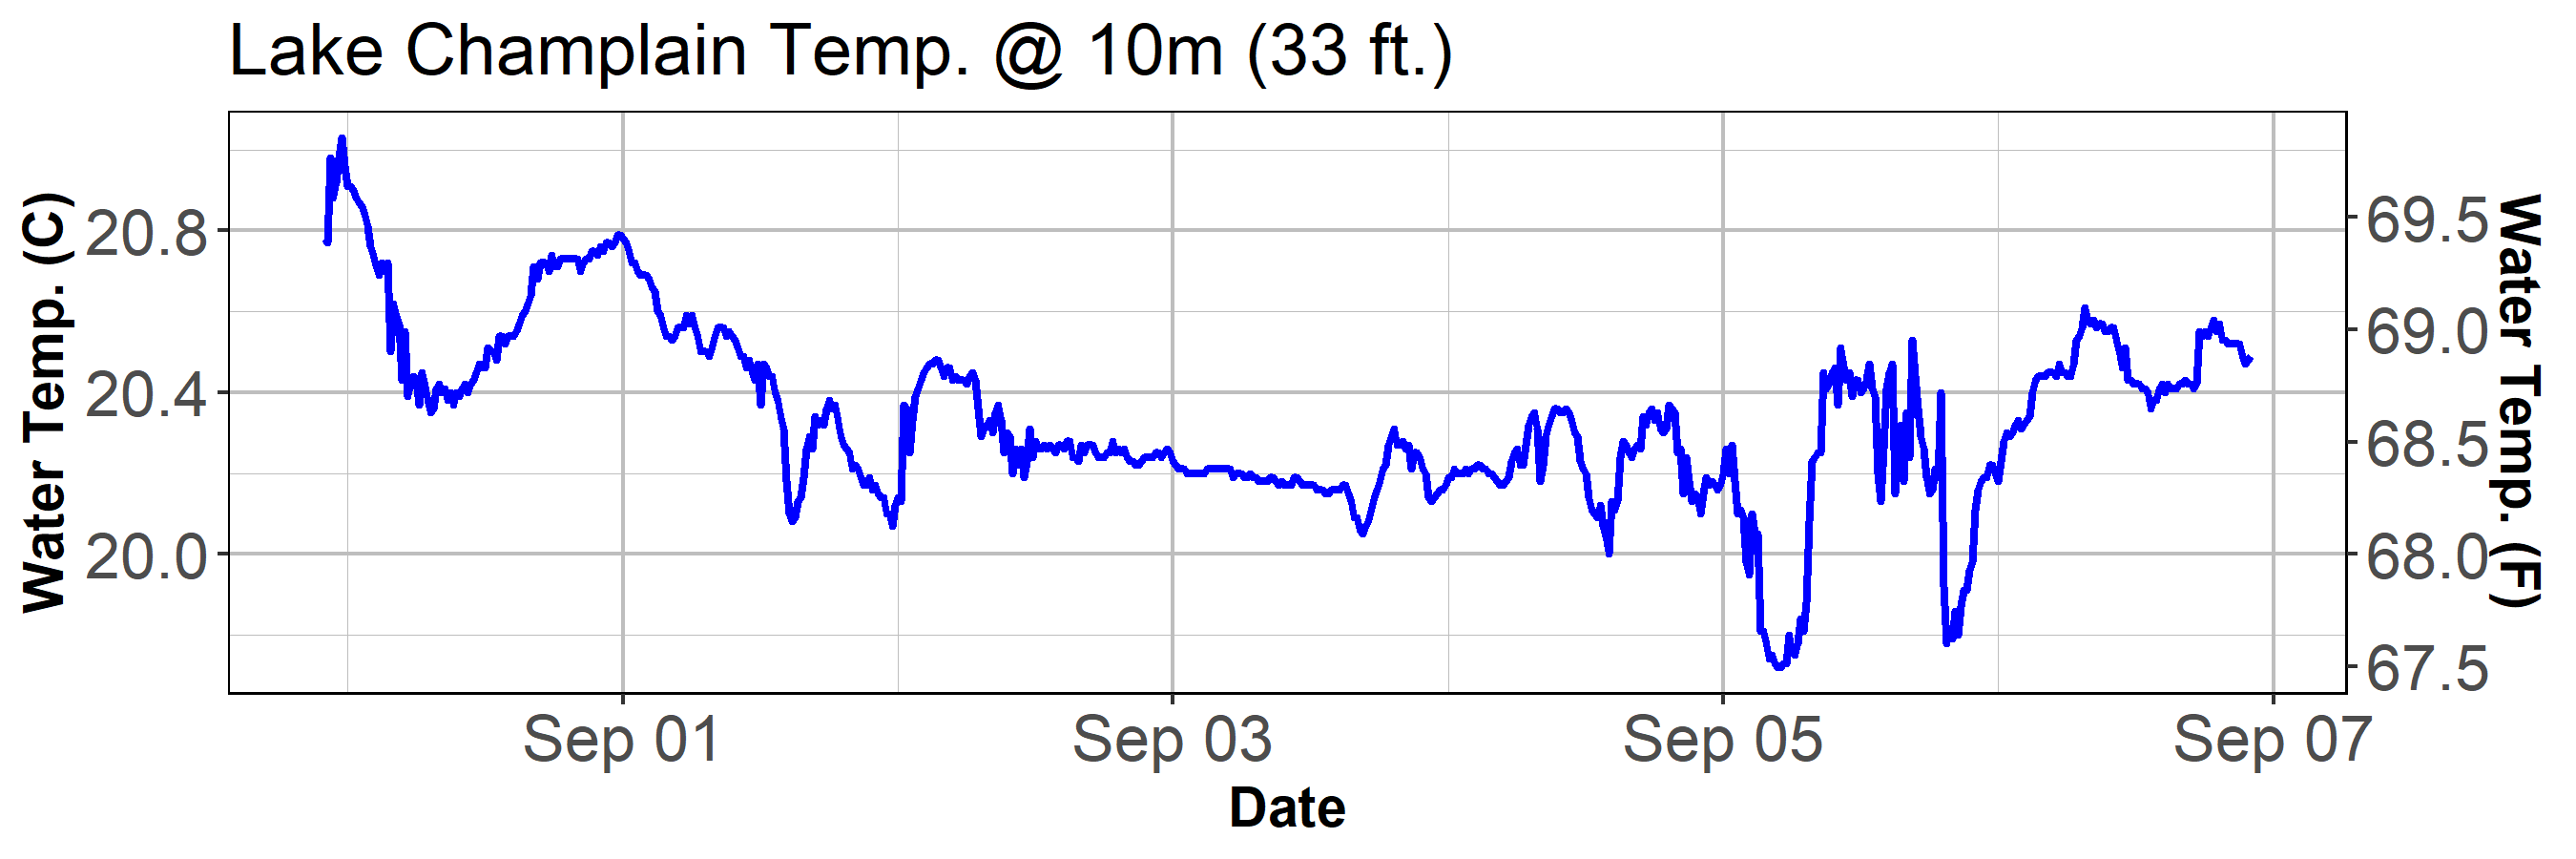 Lake Champlain Temp. @ 10m (33 ft.)
Water Temp. (C)
20.8
20.4
20.0
69.5
69.0
68.5
68.0
67.5
Water Temp. (F)
Sep 01 Sep 03 Sep 05 Sep 07
Date